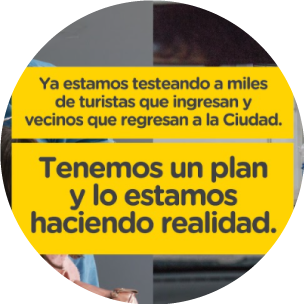 Ya estamos testeando a miles
de turistas que ingresan y
vecinos que regresan a la Ciudad.
Tenemos un plan
y lo estamos
haciendo realidad.